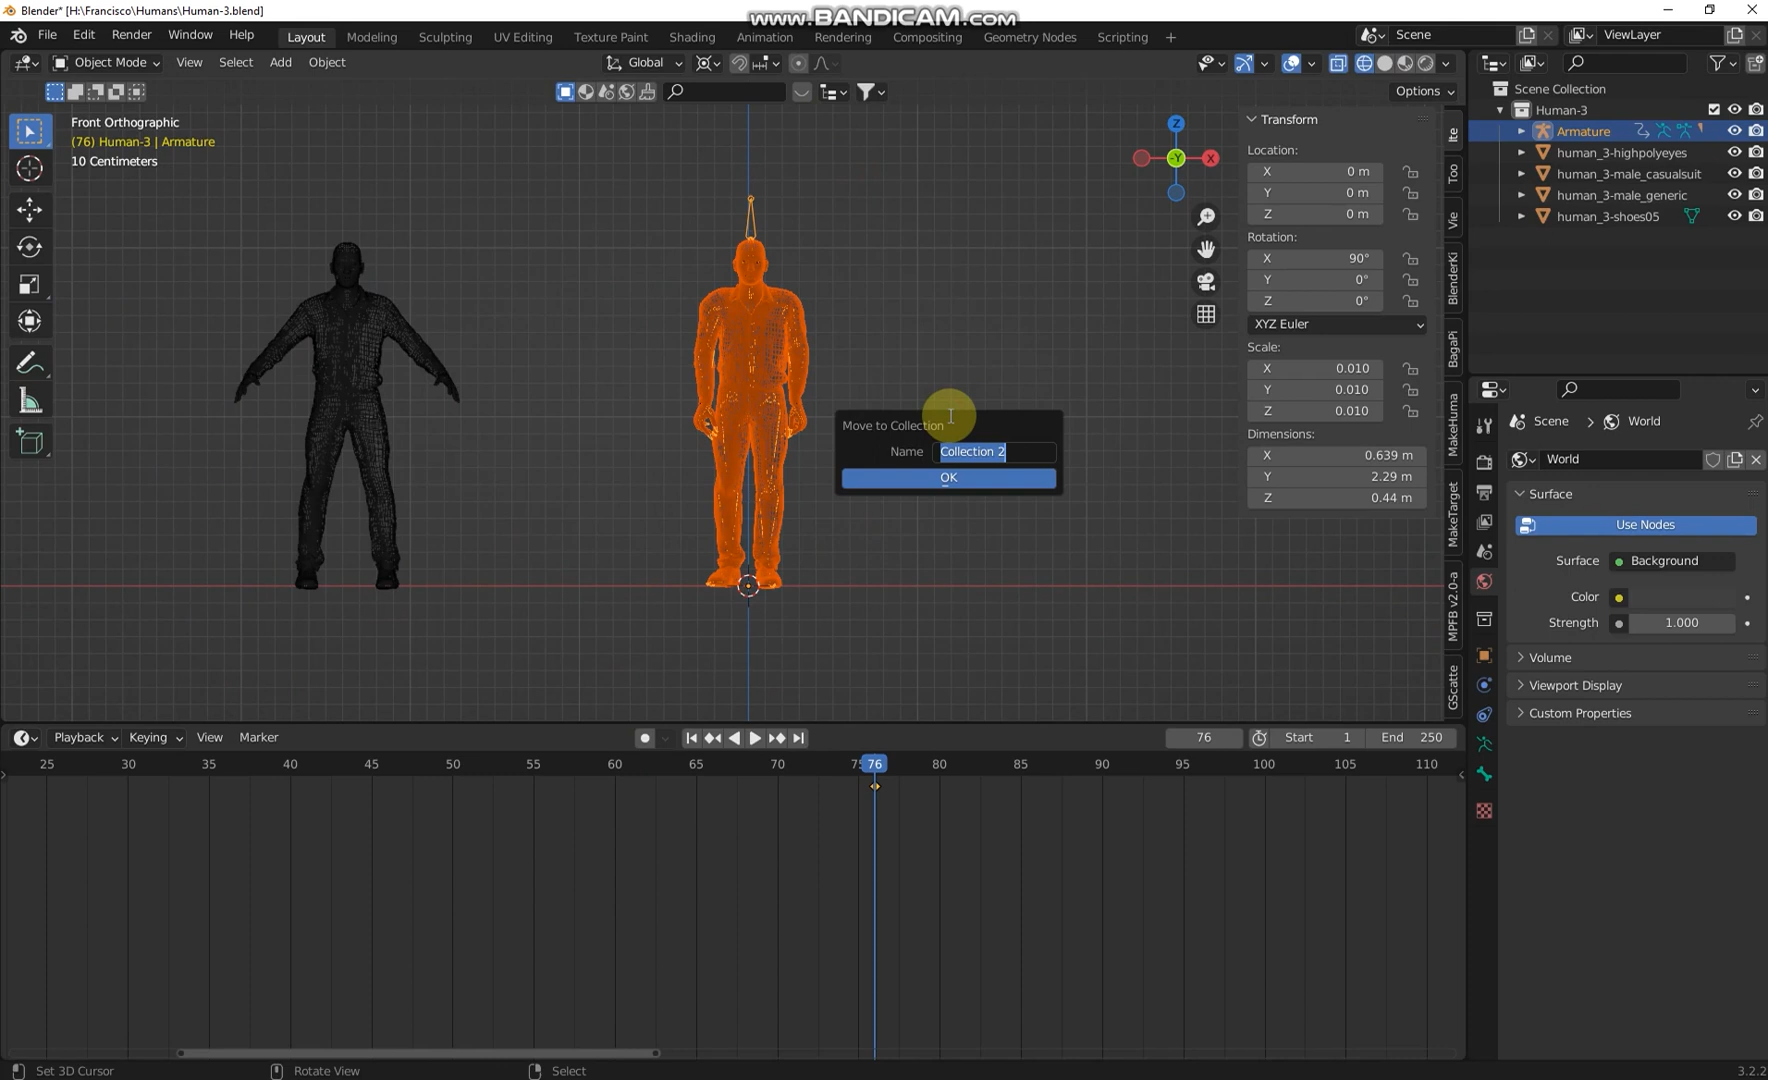 Blender* [H:\Francisco\Humans\Human-3.blend]
www.BANDICAM.com
File Edit Render Window Help
Layout Modeling Sculpting UV Editing Texture Paint Shading Animation Rendering Compositing Geometry Nodes Scripting +
Scene
ViewLayer
Object Mode View Select Add Object
Global
Options
Front Orthographic
(76) Human-3 | Armature
10 Centimeters
Z
-Y
X
Move to Collection
Name Collection 2
OK
Transform
Location:
X 0 m
Y 0 m
Z 0 m
Rotation:
X 90°
Y 0°
Z 0°
XYZ Euler
Scale:
X 0.010
Y 0.010
Z 0.010
Dimensions:
X 0.639 m
Y 2.29 m
Z 0.44 m
Ite
Too
Vie
BlenderKi
BagaPi
MakeHuma
MakeTarget
MPFB v2.0-a
GScatte
Scene Collection
Human-3
Armature
human_3-highpolyeyes
human_3-male_casualsuit
human_3-male_generic
human_3-shoes05
Scene > World
World
Surface
Use Nodes
Surface Background
Color
Strength 1.000
Volume
Viewport Display
Custom Properties
Playback Keying View Marker
76 Start 1 End 250
25 30 35 40 45 50 55 60 65 70 75 76 80 85 90 95 100 105 110
Set 3D Cursor Rotate View Select
3.2.2